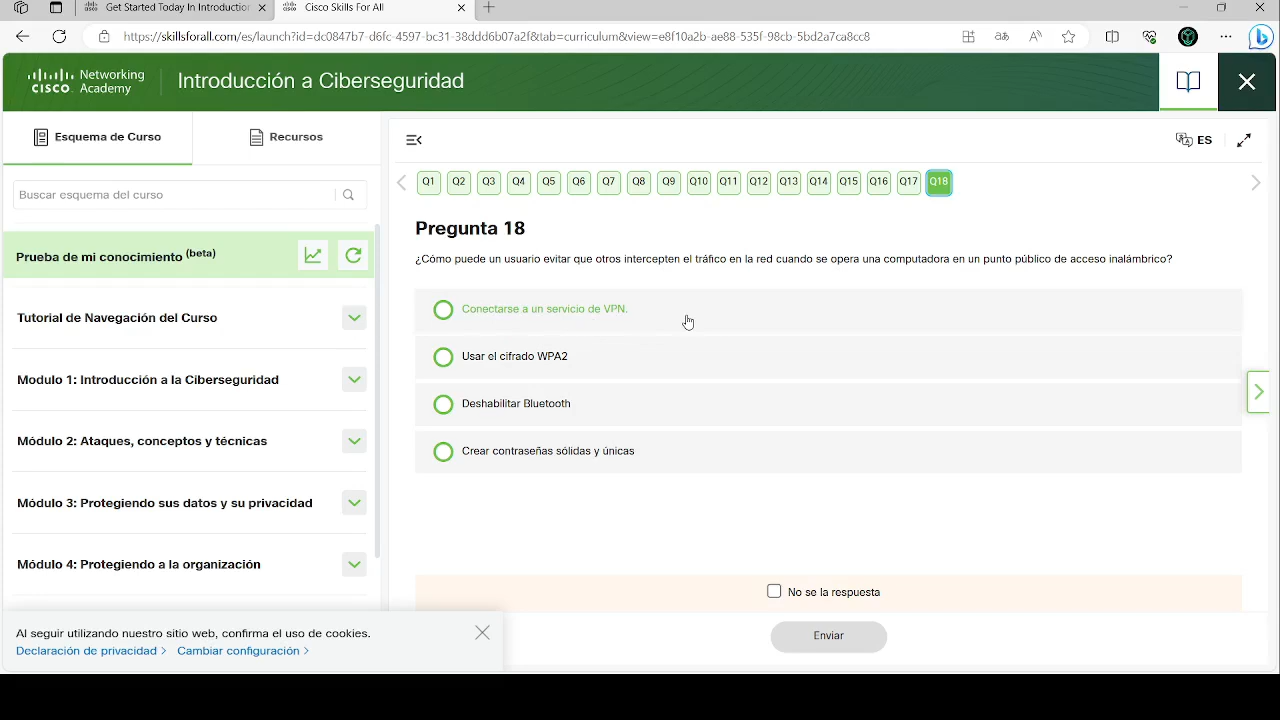 Get Started Today In Introduction
Cisco Skills For All
https://skillsforall.com/es/launch?id=dc0847b7-d6fc-4597-bc31-38ddd6b07a2f&tab=curriculum&view=e8f10a2b-ae88-535f-98cb-5bd2a7ca8cc8
Networking
CISCO Academy
Introducción a Ciberseguridad
Esquema de Curso
Recursos
ES
Buscar esquema del curso
Q1 Q2 Q3 Q4 Q5 Q6 Q7 Q8 Q9 Q10 Q11 Q12 Q13 Q14 Q15 Q16 Q17 Q18
Prueba de mi conocimiento (beta)
Tutorial de Navegación del Curso
Modulo 1: Introducción a la Ciberseguridad
Módulo 2: Ataques, conceptos y técnicas
Módulo 3: Protegiendo sus datos y su privacidad
Módulo 4: Protegiendo a la organización
Pregunta 18
¿Cómo puede un usuario evitar que otros intercepten el tráfico en la red cuando se opera una computadora en un punto público de acceso inalámbrico?
Conectarse a un servicio de VPN.
Usar el cifrado WPA2
Deshabilitar Bluetooth
Crear contraseñas sólidas y únicas
No se la respuesta
Enviar
Al seguir utilizando nuestro sitio web, confirma el uso de cookies.
Declaración de privacidad > Cambiar configuración >